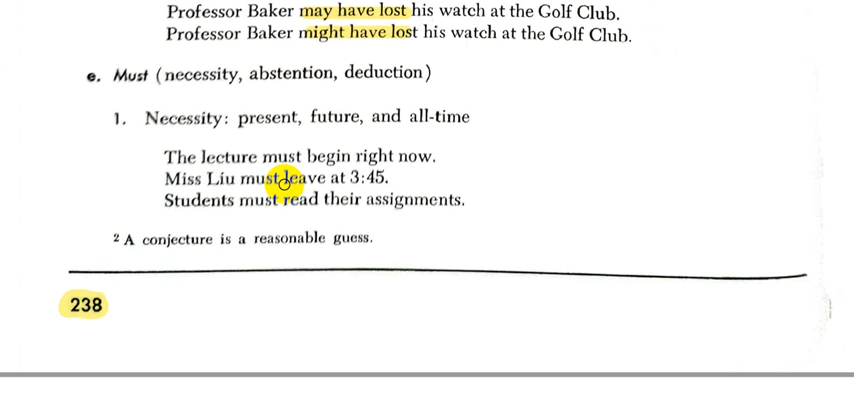 Professor Baker may have lost his watch at the Golf Club.
Professor Baker might have lost his watch at the Golf Club.
e. Must (necessity, abstention, deduction)
1. Necessity: present, future, and all-time
The lecture must begin right now.
Miss Liu must leave at 3:45.
Students must read their assignments.
2 A conjecture is a reasonable guess.
238